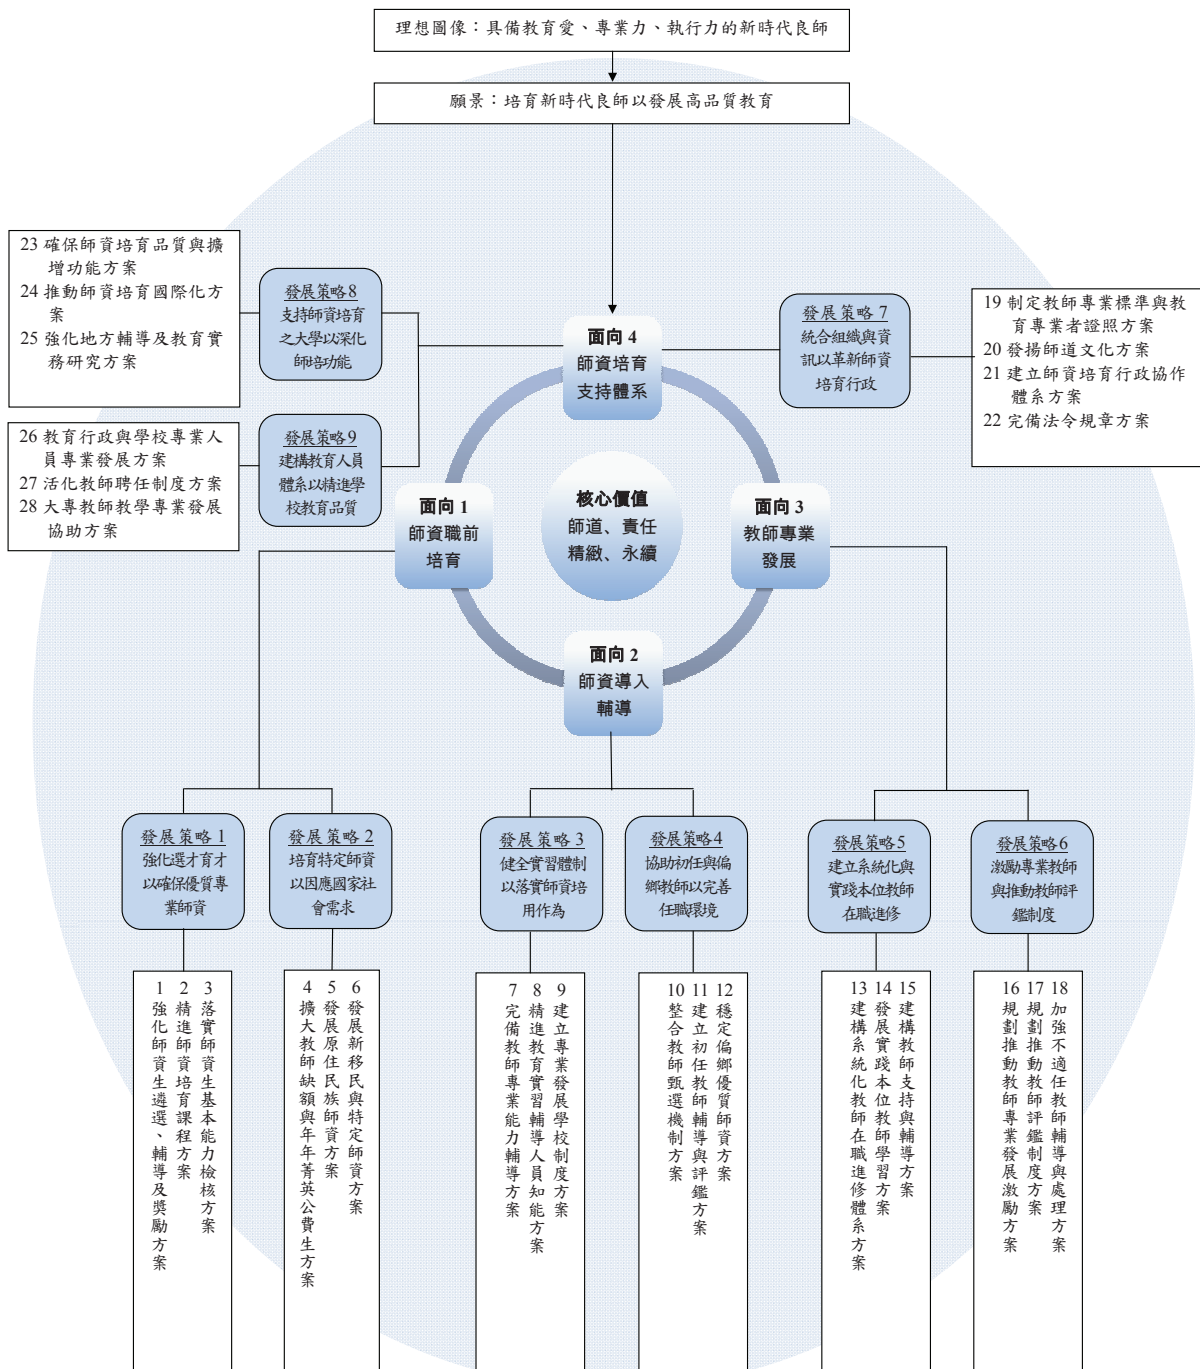 理想圖像：具備教育愛、專業力、執行力的新時代良師
願景：培育新時代良師以發展高品質教育
23 確保師資培育品質與擴
增功能方案
24 推動師資培育國際化方
案
25 強化地方輔導及教育實
務研究方案
發展策略8
支持師資培育
之大學以深化
師培功能
面向 4
師資培育
支持體系
發展策略 7
統合組織與資
訊以革新師資
培育行政
19 制定教師專業標準與教
育專業者證照方案
20 發揚師道文化方案
21 建立師資培育行政協作
體系方案
22 完備法令規章方案
26 教育行政與學校專業人
員專業發展方案
27 活化教師聘任制度方案
28 大專教師教學專業發展
協助方案
發展策略9
建構教育人員
體系以精進學
校教育品質
面向 1
師資職前
培育
核心價值
師道、責任
精緻、永續
面向 3
教師專業
發展
面向 2
師資導入
輔導
發展策略 1
強化選才育才
以確保優質專
業師資
發展策略 2
培育特定師資
以因應國家社
會需求
發展策略 3
健全實習體制
以落實師資培
用作為
發展策略4
協助初任與偏
鄉教師以完善
任職環境
發展策略5
建立系統化與
實踐本位教師
在職進修
發展策略6
激勵專業教師
與推動教師評
鑑制度
1 強化師資生遴選、輔導及獎勵方案
2 精進師資培育課程方案
3 落實師資生基本能力檢核方案
4 擴大教師缺額與年年菁英公費生方案
5 發展原住民族師資方案
6 發展新移民與特定師資方案
7 完備教師專業能力輔導方案
8 精進教育實習輔導人員知能方案
9 建立專業發展學校制度方案
10 整合教師甄選機制方案
11 建立初任教師輔導與評鑑方案
12 穩定偏鄉優質師資方案
13 建構系統化教師在職進修體系方案
14 發展實踐本位教師學習方案
15 建構教師支持與輔導方案
16 規劃推動教師專業發展激勵方案
17 規劃推動教師評鑑制度方案
18 加強不適任教師輔導與處理方案